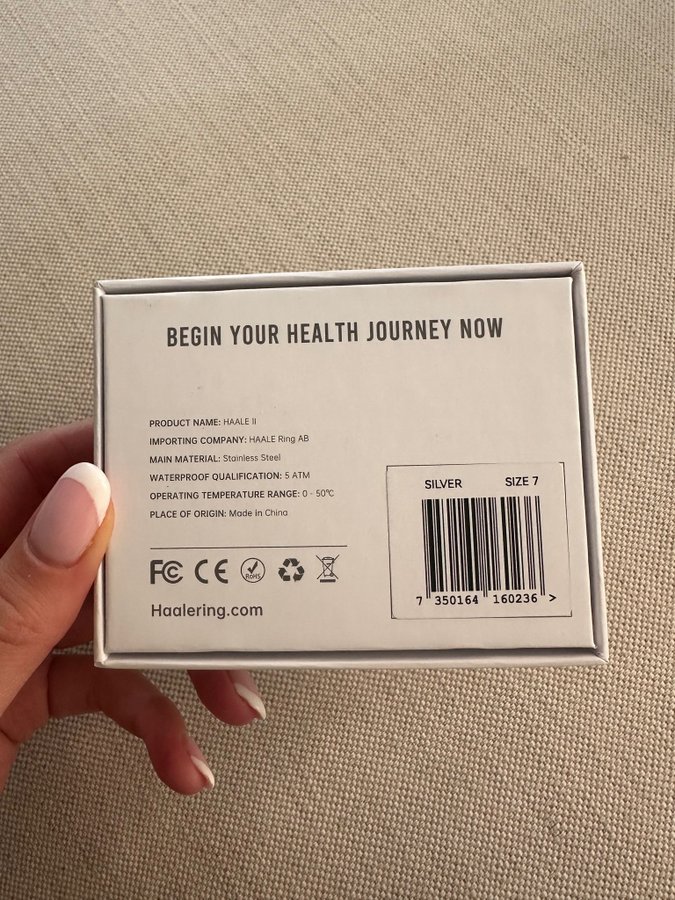 BEGIN YOUR HEALTH JOURNEY NOW
PRODUCT NAME: HAALE II
IMPORTING COMPANY: HAALE Ring AB
MAIN MATERIAL: Stainless Steel
WATERPROOF QUALIFICATION: 5 ATM
OPERATING TEMPERATURE RANGE: 0 - 50℃
PLACE OF ORIGIN: Made in China
FC CE RoHS
Haalering.com
SILVER SIZE 7
7 350164 160236 >